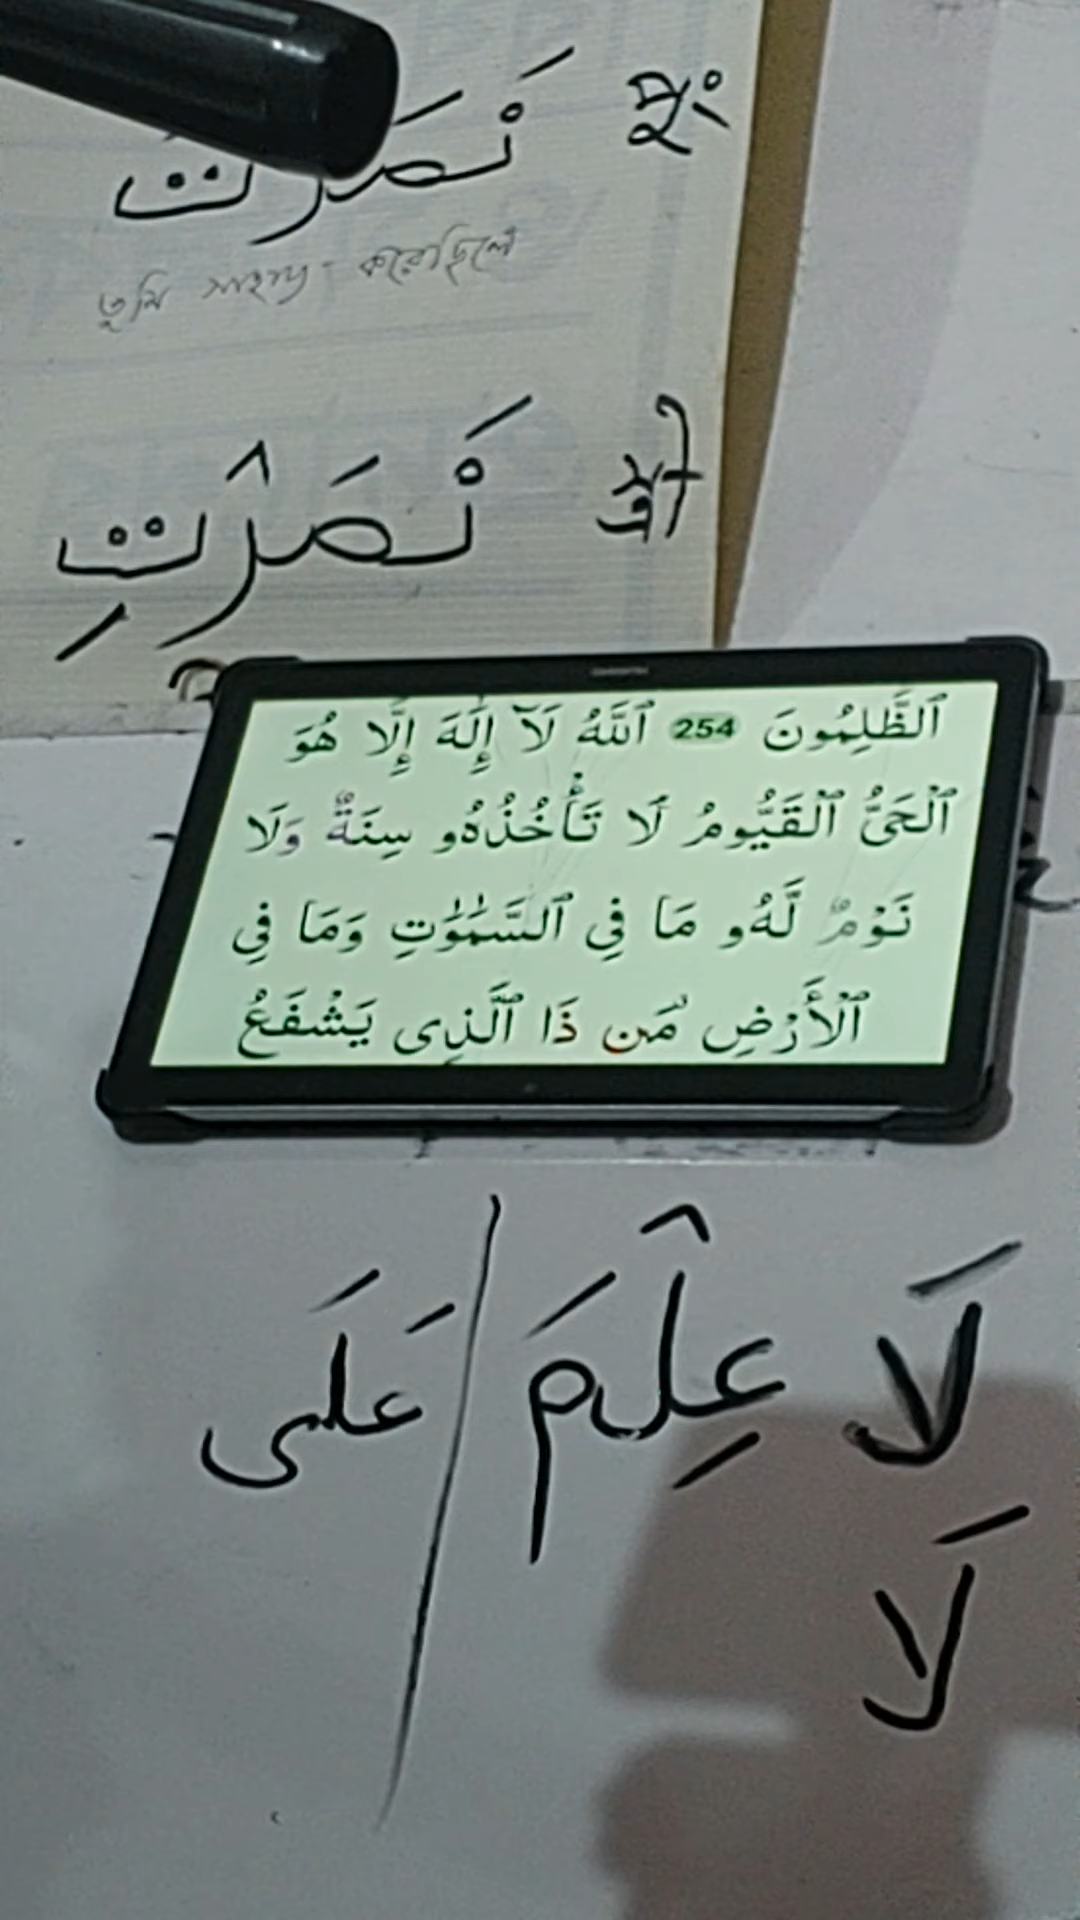 نَصَرْتَ পুং
তুমি সাহায্য করেছিলে
نَصَرْتِ স্ত্রী
ٱلظَّٰلِمُونَ 254 ٱللَّهُ لَآ إِلَٰهَ إِلَّا هُوَ
ٱلْحَىُّ ٱلْقَيُّومُ لَا تَأْخُذُهُۥ سِنَةٌ وَلَا
نَوْمٌ لَّهُۥ مَا فِى ٱلسَّمَٰوَٰتِ وَمَا فِى
ٱلْأَرْضِ مَن ذَا ٱلَّذِى يَشْفَعُ
لَا عِلْمَ / عَلَى
لَا